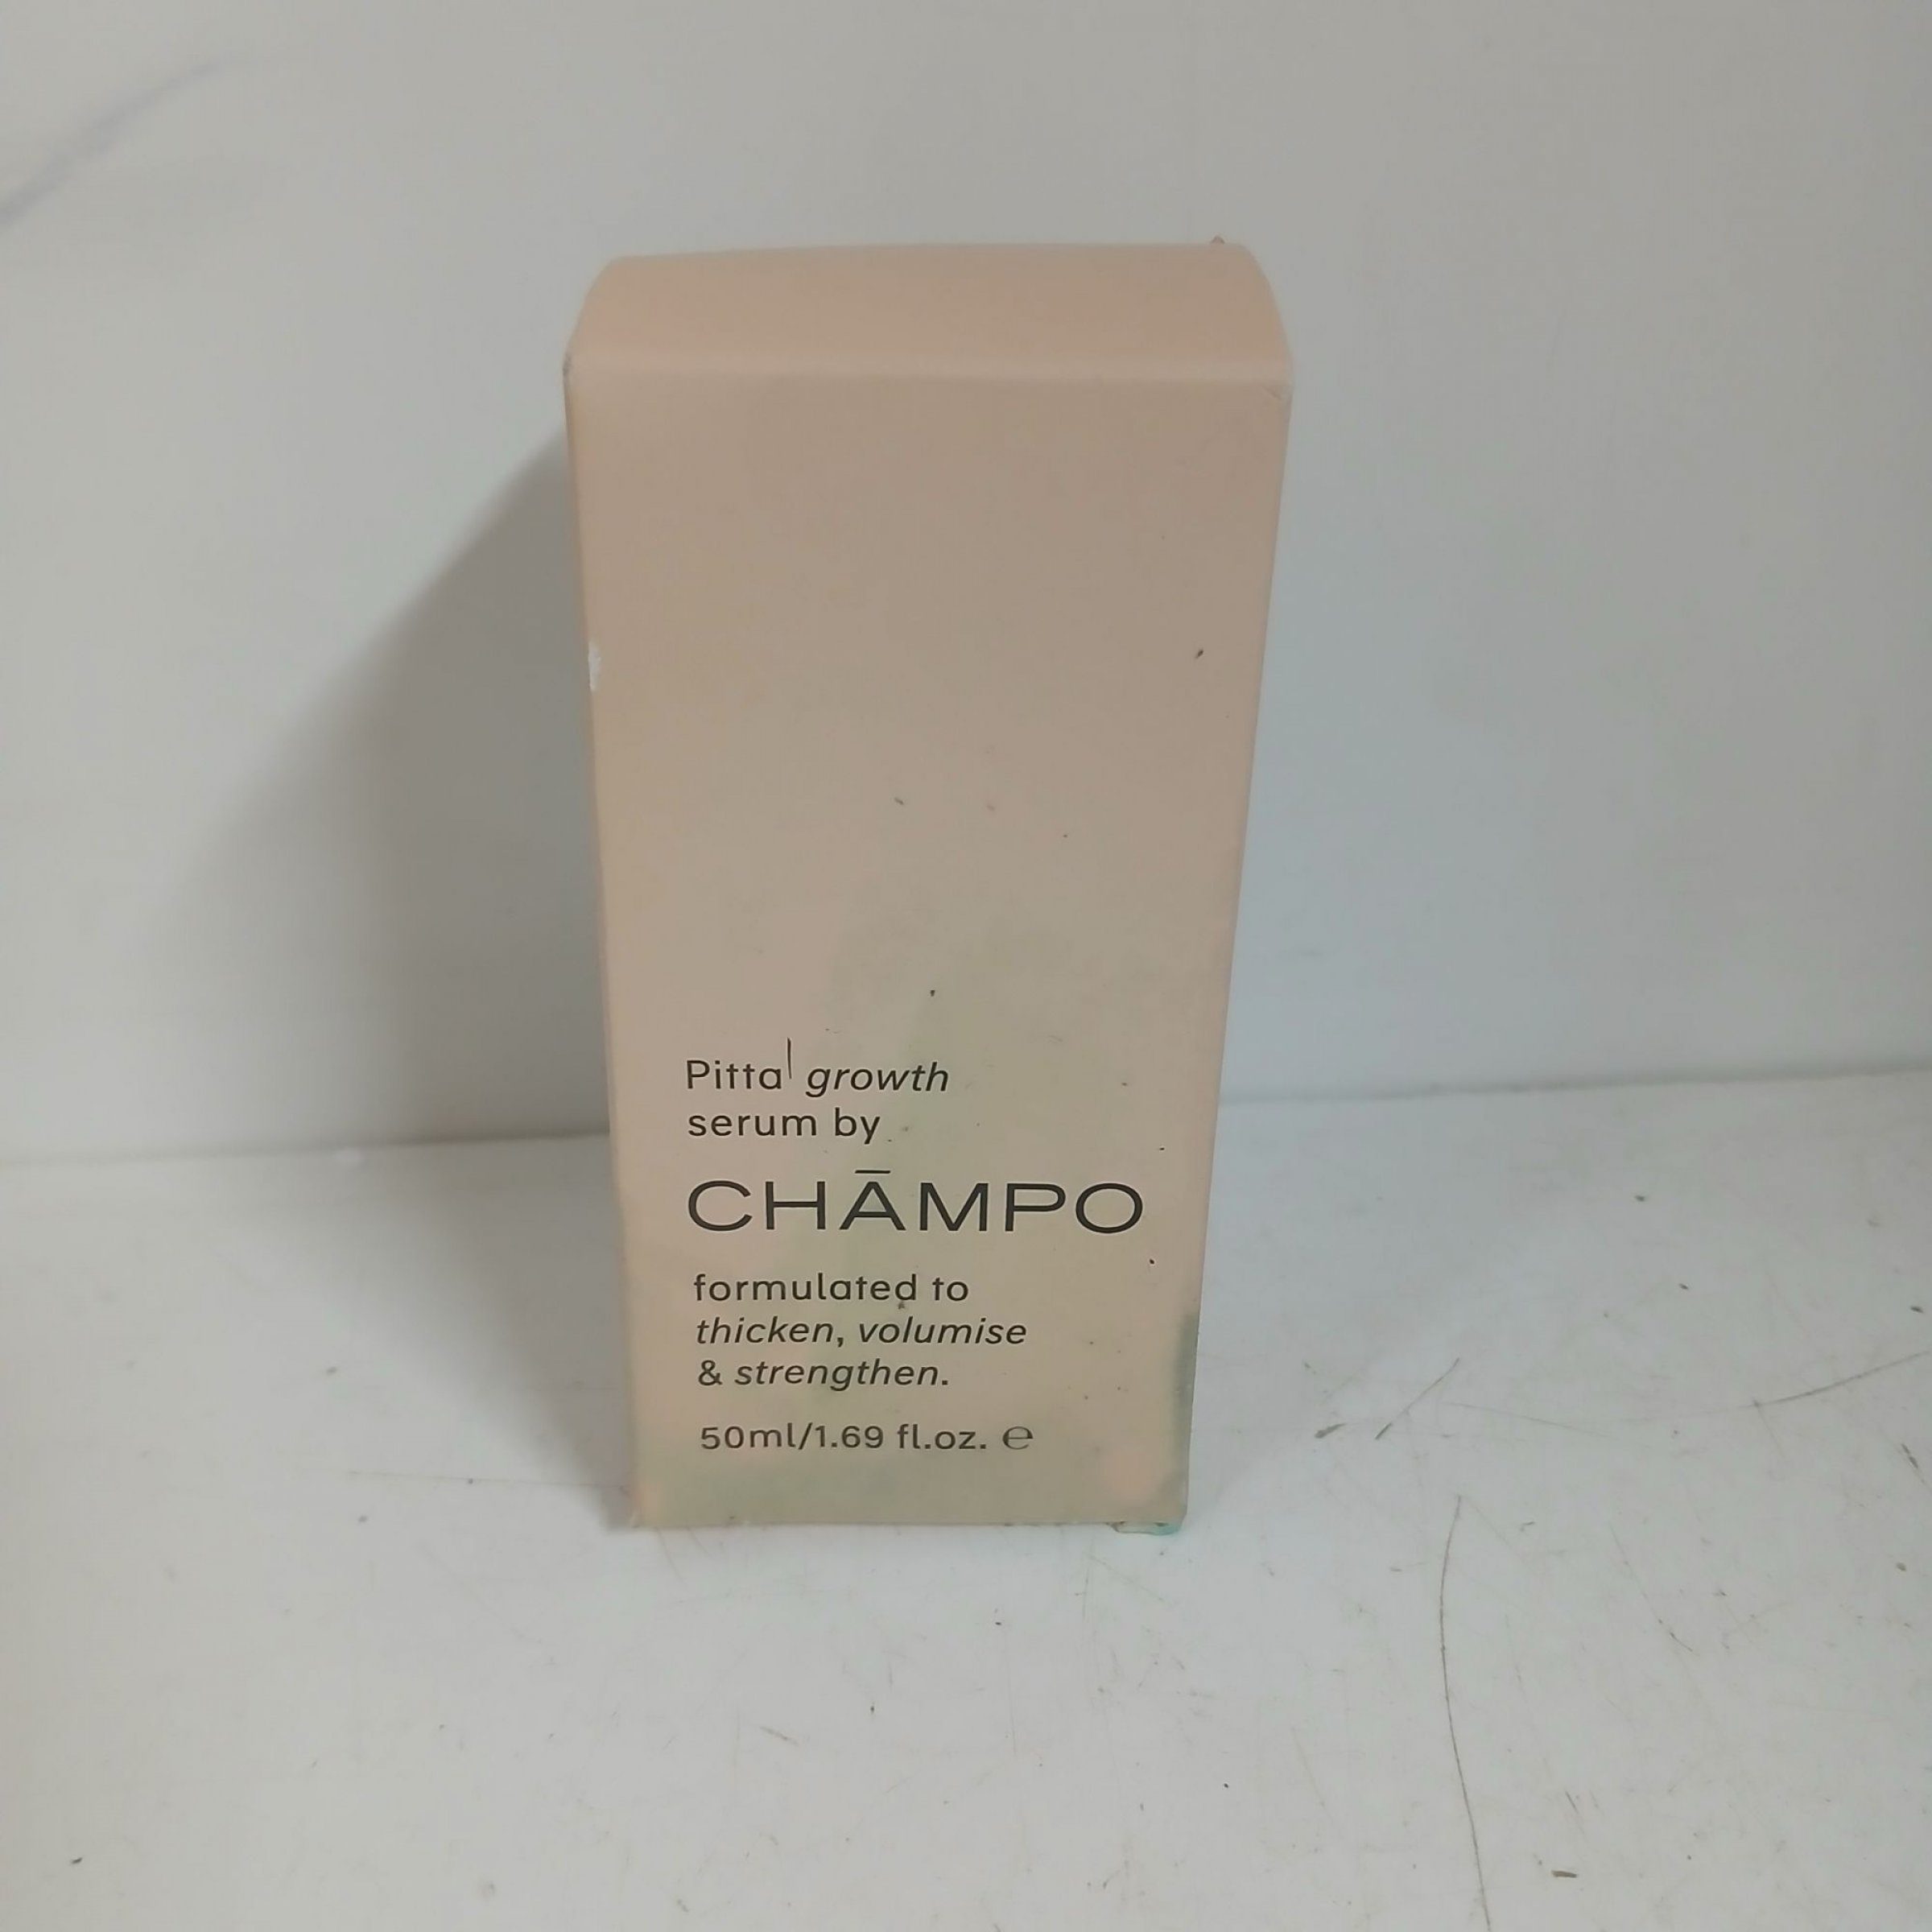 Pitta growth
serum by
CHĀMPO
formulated to
thicken, volumise
& strengthen.
50ml/1.69 fl.oz. ℮